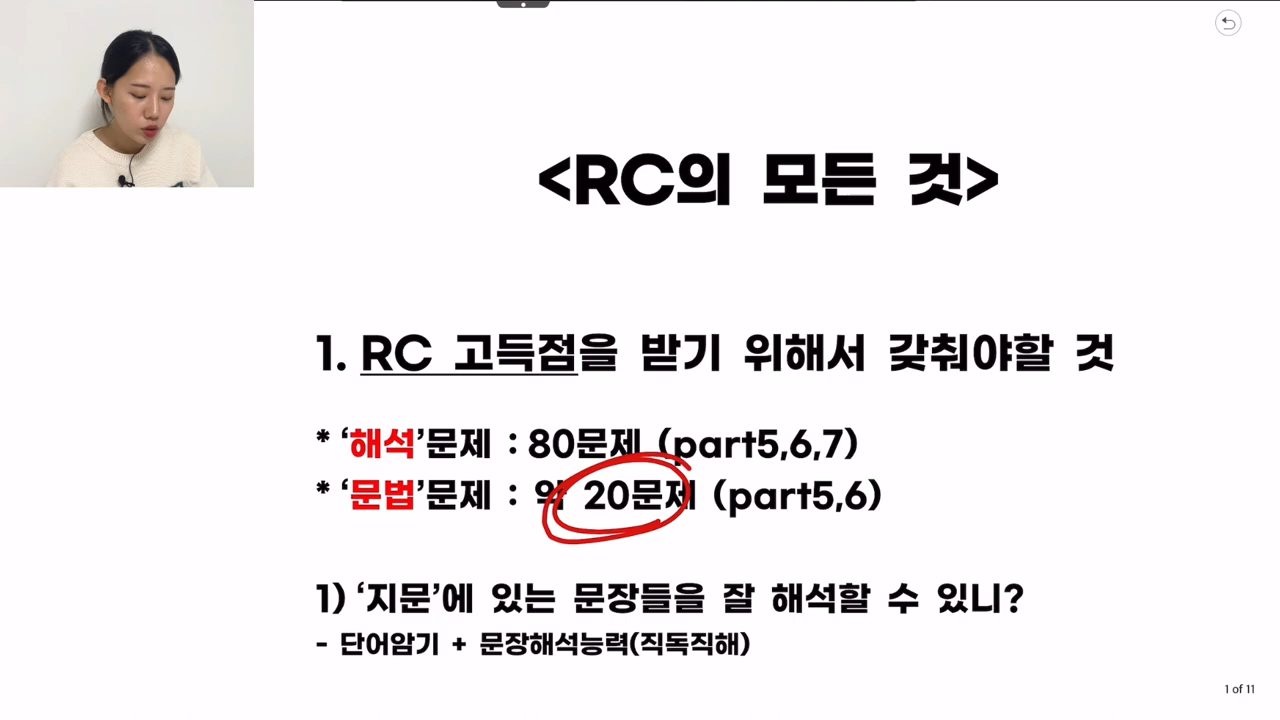 <RC의 모든 것>
1. RC 고득점을 받기 위해서 갖춰야할 것
* ‘해석’문제 : 80문제 (part5,6,7)
* ‘문법’문제 : 약 20문제 (part5,6)
1) ‘지문’에 있는 문장들을 잘 해석할 수 있니?
- 단어암기 + 문장해석능력(직독직해)
1 of 11